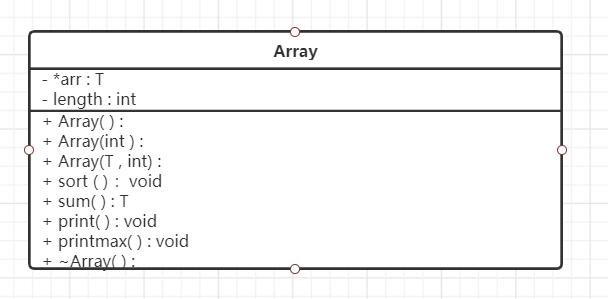 Array
- *arr : T
- length : int
+ Array( ) :
+ Array(int ) :
+ Array(T , int) :
+ sort ( ) :  void
+ sum( ) : T
+ print( ) : void
+ printmax( ) : void
+ ~Array( ) :